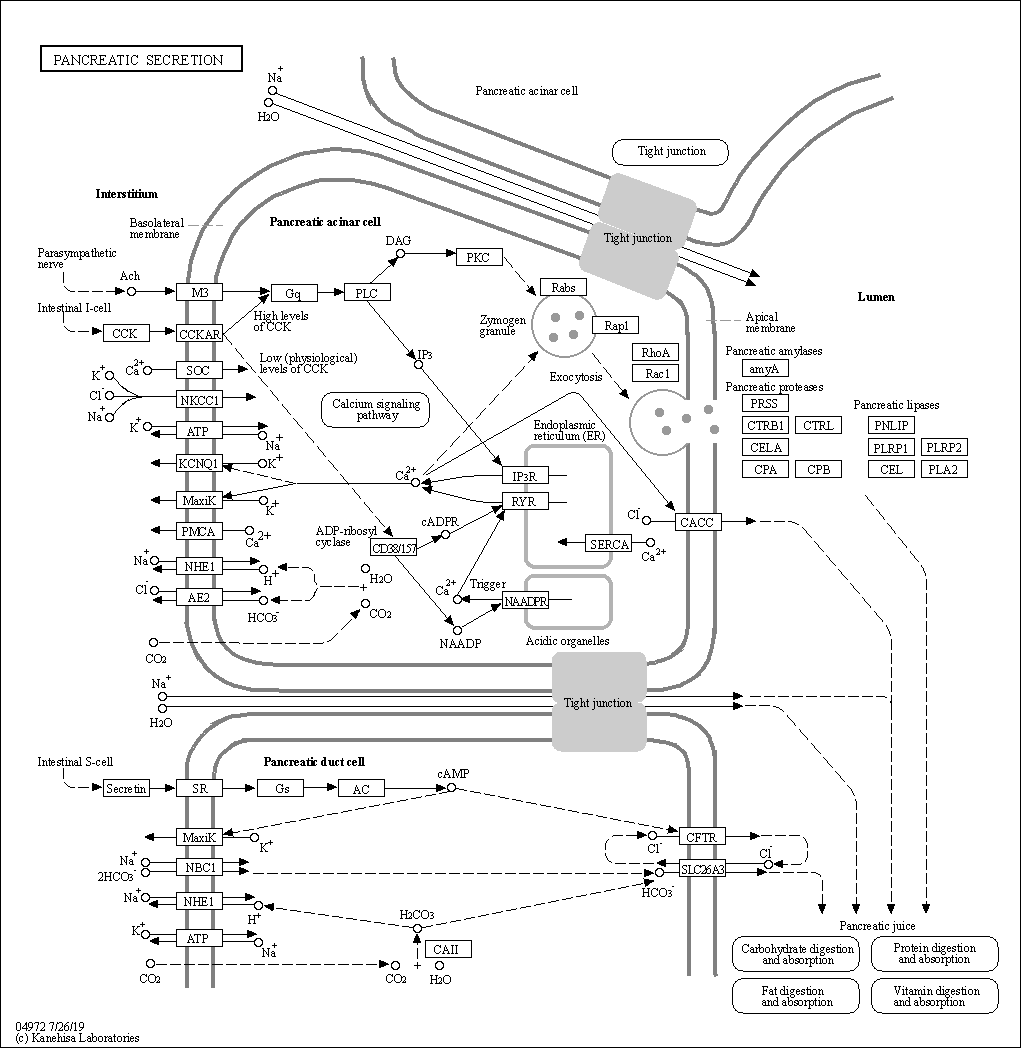 PANCREATIC SECRETION
Na+
H2O
Pancreatic acinar cell
Tight junction
Interstitium
Basolateral
membrane
Pancreatic acinar cell
Tight junction
Parasympathetic
nerve
Ach
M3
Gq
PLC
DAG
PKC
Rabs
Lumen
Intestinal I-cell
CCK
CCKAR
High levels
of CCK
Zymogen
granule
Rap1
Apical
membrane
IP3
RhoA
Rac1
Exocytosis
Low (physiological)
levels of CCK
Pancreatic amylases
amyA
Pancreatic proteases
PRSS
CTRB1
CTRL
CELA
CPA
CPB
Pancreatic lipases
PNLIP
PLRP1
PLRP2
CEL
PLA2
Ca2+
SOC
K+
Cl-
Na+
NKCC1
Calcium signaling
pathway
K+
ATP
Na+
Endoplasmic
reticulum (ER)
KCNQ1
K+
Ca2+
IP3R
RYR
MaxiK
K+
PMCA
Ca2+
ADP-ribosyl
cyclase
cADPR
CD38/157
Cl-
CACC
SERCA
Ca2+
Na+
NHE1
H+
H2O
+
CO2
Ca2+
Trigger
NAADPR
Cl-
AE2
HCO3-
NAADP
Acidic organelles
CO2
Na+
H2O
Tight junction
Intestinal S-cell
Pancreatic duct cell
Secretin
SR
Gs
AC
cAMP
MaxiK
K+
Cl-
CFTR
Cl-
Na+
2HCO3-
NBC1
HCO3-
SLC26A3
Na+
NHE1
H+
H2CO3
K+
ATP
Na+
CAII
+
CO2
CO2
H2O
Pancreatic juice
Carbohydrate digestion
and absorption
Protein digestion
and absorption
Fat digestion
and absorption
Vitamin digestion
and absorption
04972 7/26/19
(c) Kanehisa Laboratories